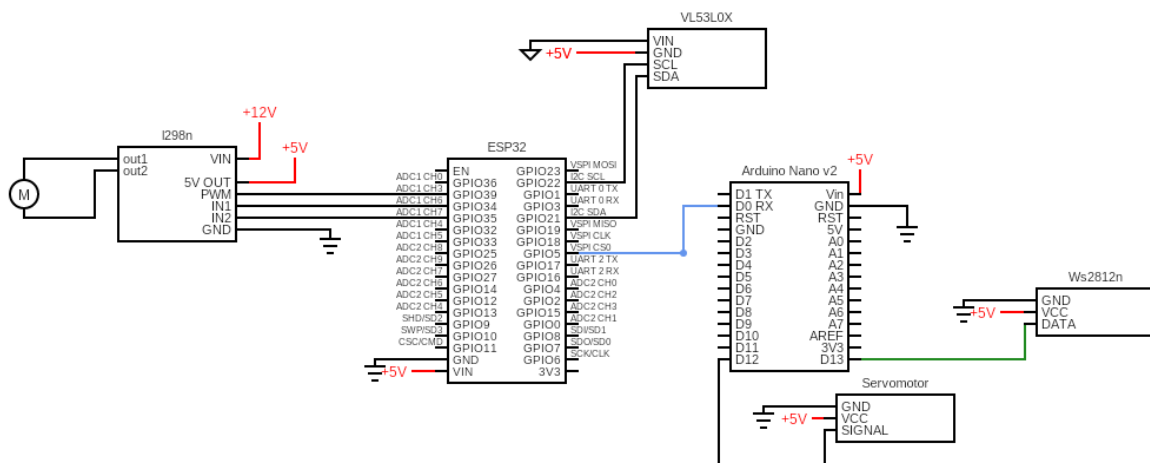 VL53L0X
VIN
GND
SCL
SDA
+5V
+12V
+5V
l298n
out1
out2
VIN
5V OUT
PWM
IN1
IN2
GND
M
ESP32
EN
GPIO36
GPIO39
GPIO34
GPIO35
GPIO32
GPIO33
GPIO25
GPIO26
GPIO27
GPIO14
GPIO12
GPIO13
GPIO9
GPIO10
GPIO11
GND
VIN
ADC1 CH0
ADC1 CH3
ADC1 CH6
ADC1 CH7
ADC1 CH4
ADC1 CH5
ADC2 CH8
ADC2 CH9
ADC2 CH7
ADC2 CH6
ADC2 CH5
ADC2 CH4
SHD/SD2
SWP/SD3
CSC/CMD
+5V
GPIO23
GPIO22
GPIO1
GPIO3
GPIO21
GPIO19
GPIO18
GPIO5
GPIO17
GPIO16
GPIO4
GPIO2
GPIO15
GPIO0
GPIO8
GPIO7
GPIO6
3V3
VSPI MOSI
I2C SCL
UART 0 TX
UART 0 RX
I2C SDA
VSPI MISO
VSPI CLK
VSPI CS0
UART 2 TX
UART 2 RX
ADC2 CH0
ADC2 CH2
ADC2 CH3
ADC2 CH1
SDI/SD1
SDO/SD0
SCK/CLK
Arduino Nano v2
+5V
D1 TX
D0 RX
RST
GND
D2
D3
D4
D5
D6
D7
D8
D9
D10
D11
D12
Vin
GND
RST
5V
A0
A1
A2
A3
A4
A5
A6
A7
AREF
3V3
D13
Ws2812n
GND
VCC
DATA
+5V
Servomotor
GND
VCC
SIGNAL
+5V